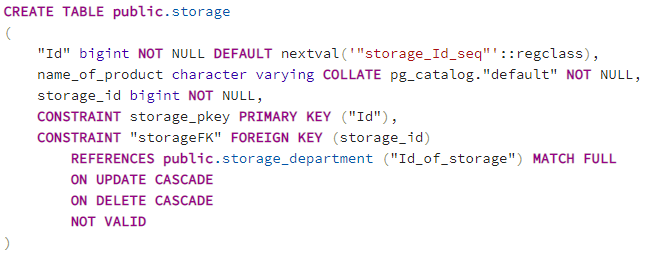 CREATE TABLE public.storage
(
    "Id" bigint NOT NULL DEFAULT nextval('"storage_Id_seq"'::regclass),
    name_of_product character varying COLLATE pg_catalog."default" NOT NULL,
    storage_id bigint NOT NULL,
    CONSTRAINT storage_pkey PRIMARY KEY ("Id"),
    CONSTRAINT "storageFK" FOREIGN KEY (storage_id)
        REFERENCES public.storage_department ("Id_of_storage") MATCH FULL
        ON UPDATE CASCADE
        ON DELETE CASCADE
        NOT VALID
)